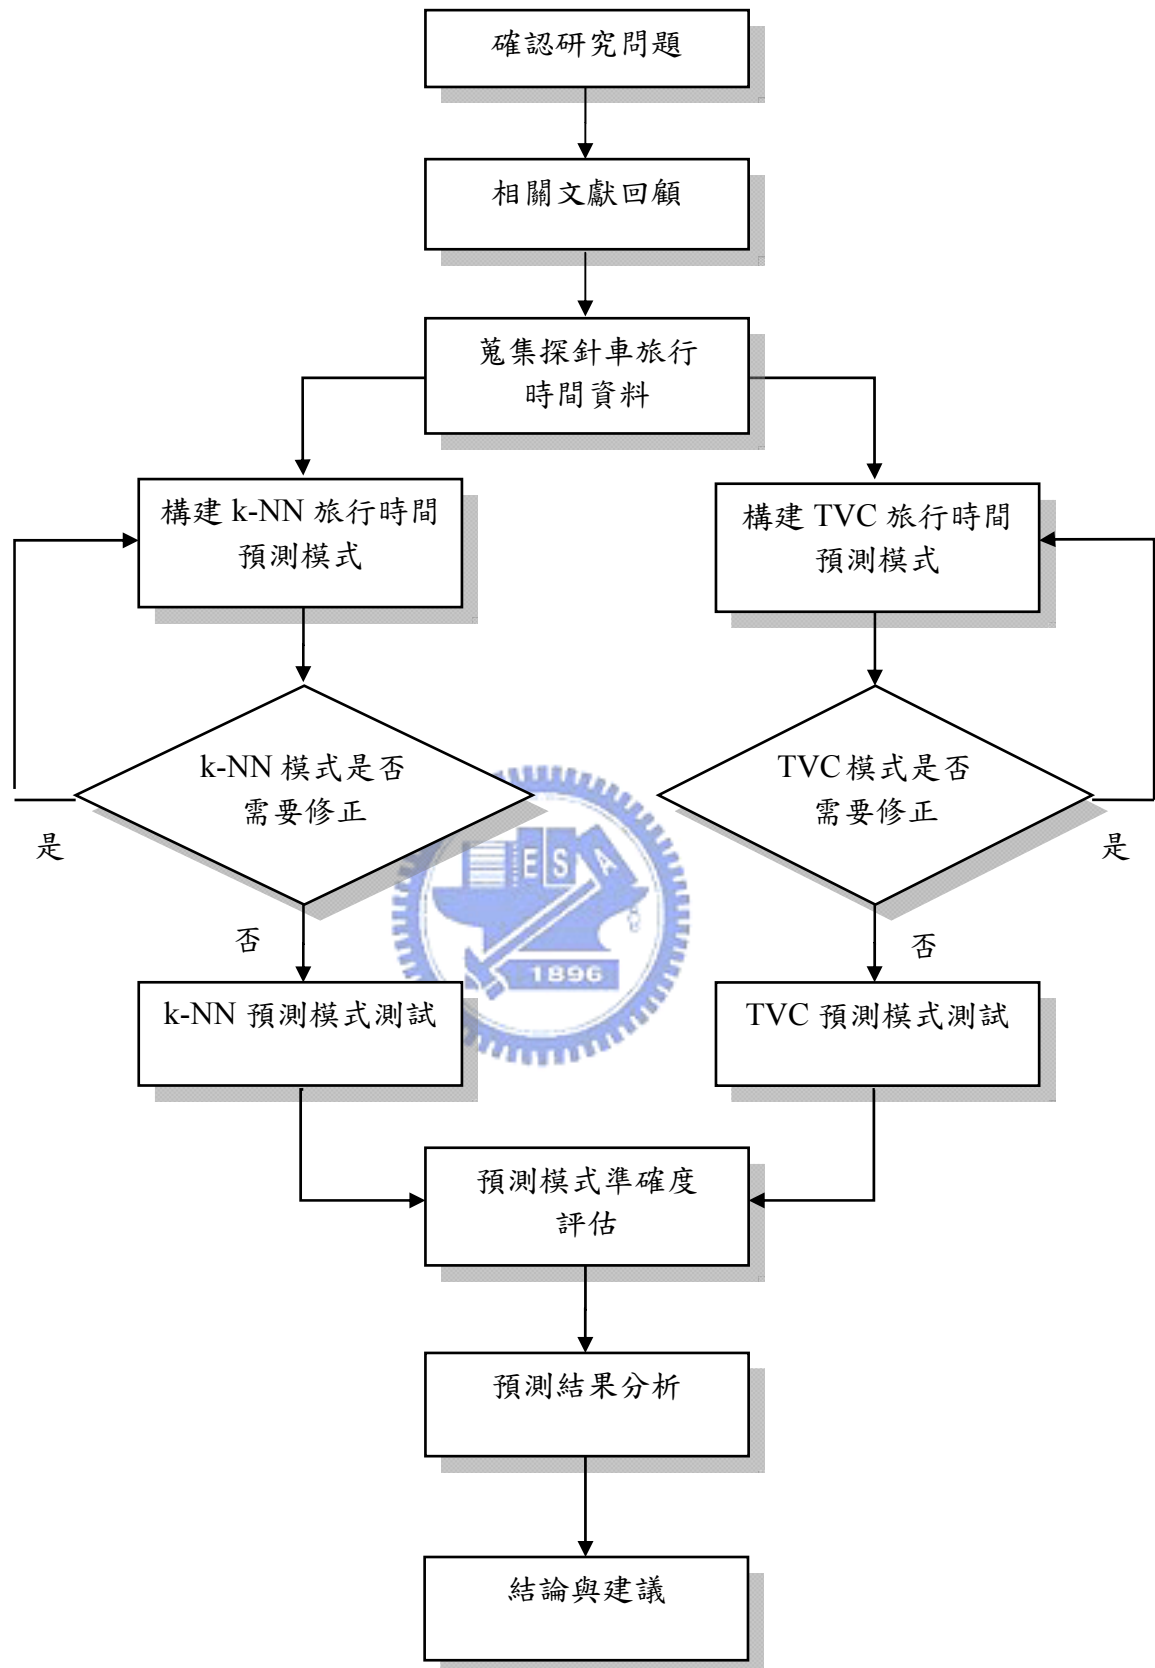 確認研究問題
相關文獻回顧
蒐集探針車旅行
時間資料
構建 k-NN 旅行時間
預測模式
構建 TVC 旅行時間
預測模式
k-NN 模式是否
需要修正
TVC 模式是否
需要修正
是
是
否
否
ESA
1896
k-NN 預測模式測試
TVC 預測模式測試
預測模式準確度
評估
預測結果分析
結論與建議